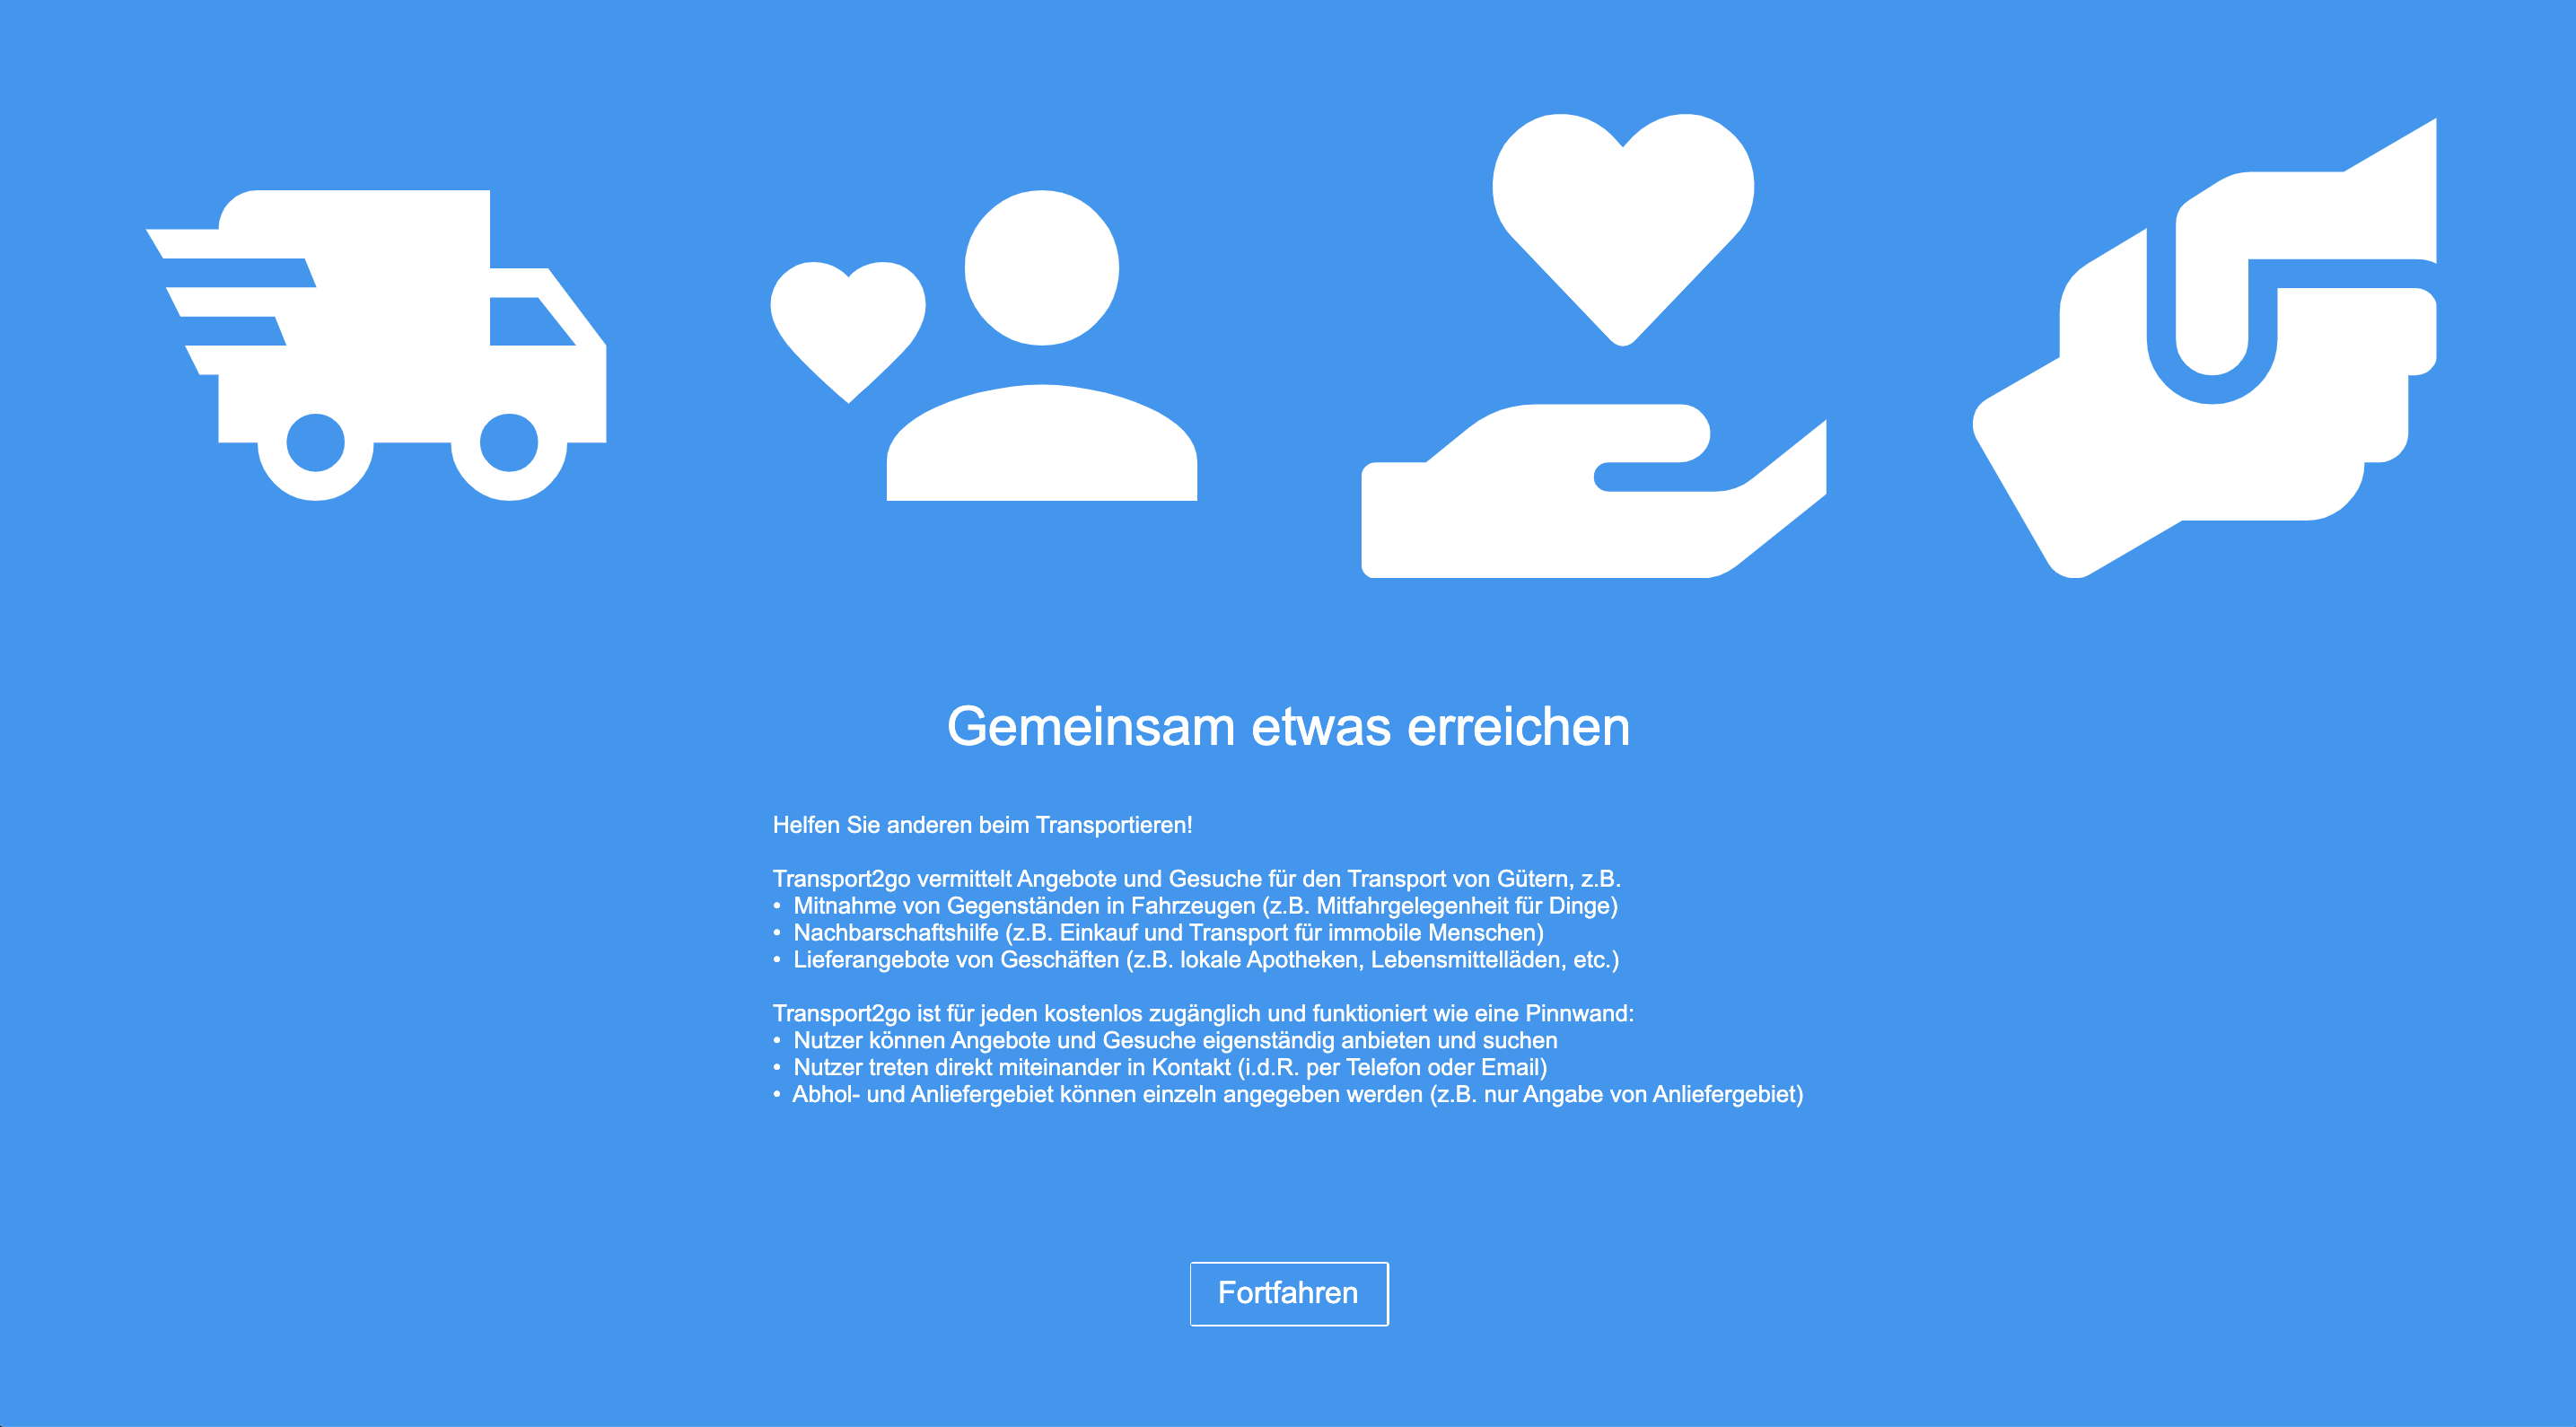 Gemeinsam etwas erreichen
Helfen Sie anderen beim Transportieren!
Transport2go vermittelt Angebote und Gesuche für den Transport von Gütern, z.B.
• Mitnahme von Gegenständen in Fahrzeugen (z.B. Mitfahrgelegenheit für Dinge)
• Nachbarschaftshilfe (z.B. Einkauf und Transport für immobile Menschen)
• Lieferangebote von Geschäften (z.B. lokale Apotheken, Lebensmittelläden, etc.)
Transport2go ist für jeden kostenlos zugänglich und funktioniert wie eine Pinnwand:
• Nutzer können Angebote und Gesuche eigenständig anbieten und suchen
• Nutzer treten direkt miteinander in Kontakt (i.d.R. per Telefon oder Email)
• Abhol- und Anliefergebiet können einzeln angegeben werden (z.B. nur Angabe von Anliefergebiet)
Fortfahren